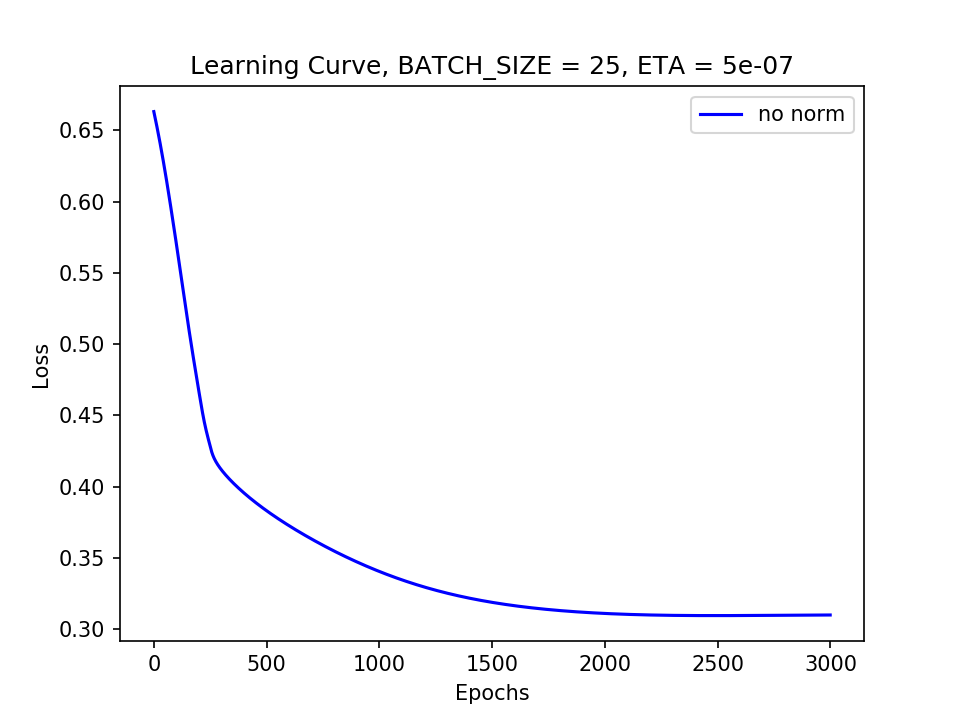 Learning Curve, BATCH_SIZE = 25, ETA = 5e-07
no norm
0.65
0.60
0.55
0.50
0.45
0.40
0.35
0.30
Loss
0 500 1000 1500 2000 2500 3000
Epochs